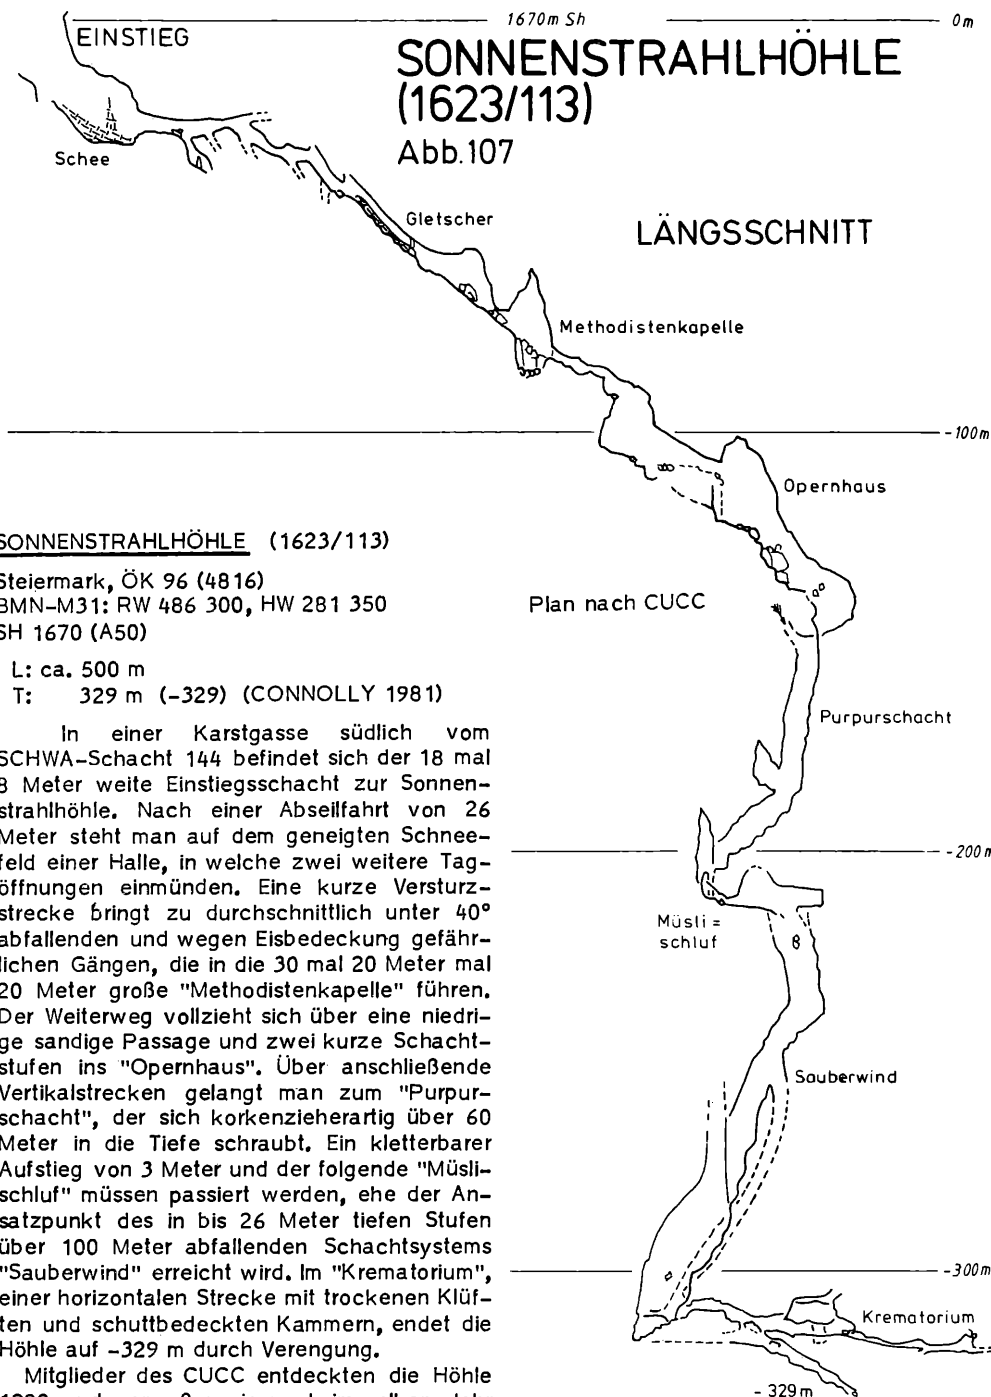 1670m Sh
0m
EINSTIEG
SONNENSTRAHLHÖHLE
(1623/113)
Abb.107
Schee
Gletscher
LÄNGSSCHNITT
Methodistenkapelle
-100m
Opernhaus
SONNENSTRAHLHÖHLE (1623/113)
Steiermark, ÖK 96 (4816)
BMN-M31: RW 486 300, HW 281 350
SH 1670 (A50)
L: ca. 500 m
T: 329 m (-329) (CONNOLLY 1981)
Plan nach CUCC
Purpurschacht
In einer Karstgasse südlich vom
SCHWA-Schacht 144 befindet sich der 18 mal
8 Meter weite Einstiegsschacht zur Sonnen-
strahlhöhle. Nach einer Abseilfahrt von 26
Meter steht man auf dem geneigten Schnee-
feld einer Halle, in welche zwei weitere Tag-
öffnungen einmünden. Eine kurze Versturz-
strecke bringt zu durchschnittlich unter 40°
abfallenden und wegen Eisbedeckung gefähr-
lichen Gängen, die in die 30 mal 20 Meter mal
20 Meter große "Methodistenkapelle" führen.
Der Weiterweg vollzieht sich über eine niedri-
ge sandige Passage und zwei kurze Schacht-
stufen ins "Opernhaus". Über anschließende
Vertikalstrecken gelangt man zum "Purpur-
schacht", der sich korkenzieherartig über 60
Meter in die Tiefe schraubt. Ein kletterbarer
Aufstieg von 3 Meter und der folgende "Müsli-
schluf" müssen passiert werden, ehe der An-
satzpunkt des in bis 26 Meter tiefen Stufen
über 100 Meter abfallenden Schachtsystems
"Sauberwind" erreicht wird. Im "Krematorium",
einer horizontalen Strecke mit trockenen Klüf-
ten und schuttbedeckten Kammern, endet die
Höhle auf -329 m durch Verengung.
Mitglieder des CUCC entdeckten die Höhle
-200m
Müsli =
schluf
Sauberwind
-300m
Krematorium
- 329m